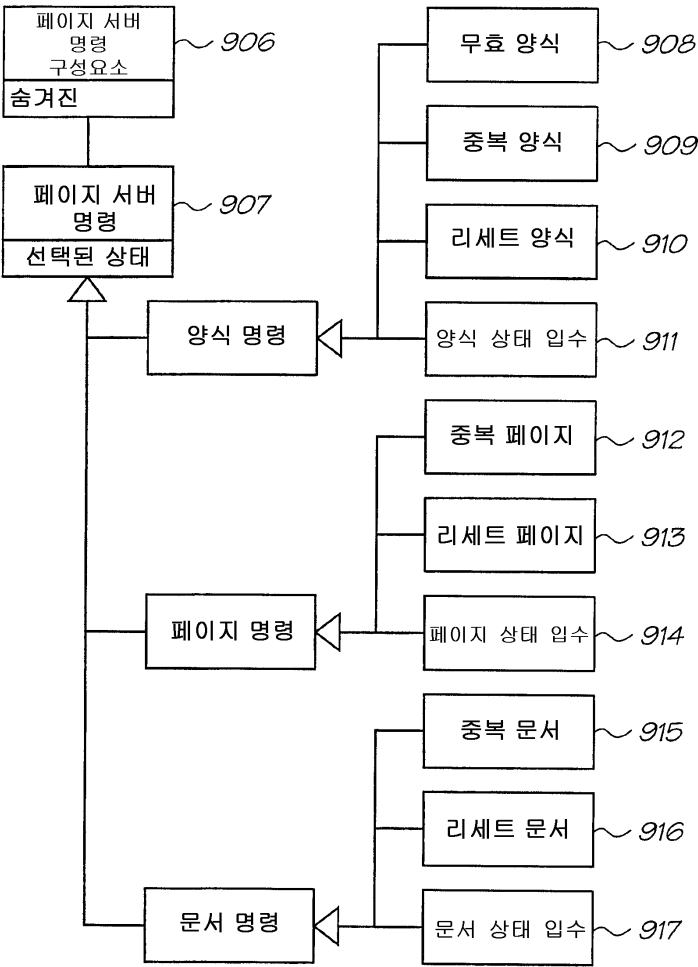 페이지 서버
명령
구성요소
숨겨진
906
페이지 서버
명령
선택된 상태
907
무효 양식
908
중복 양식
909
리세트 양식
910
양식 명령
양식 상태 입수
911
중복 페이지
912
리세트 페이지
913
페이지 명령
페이지 상태 입수
914
중복 문서
915
리세트 문서
916
문서 명령
문서 상태 입수
917